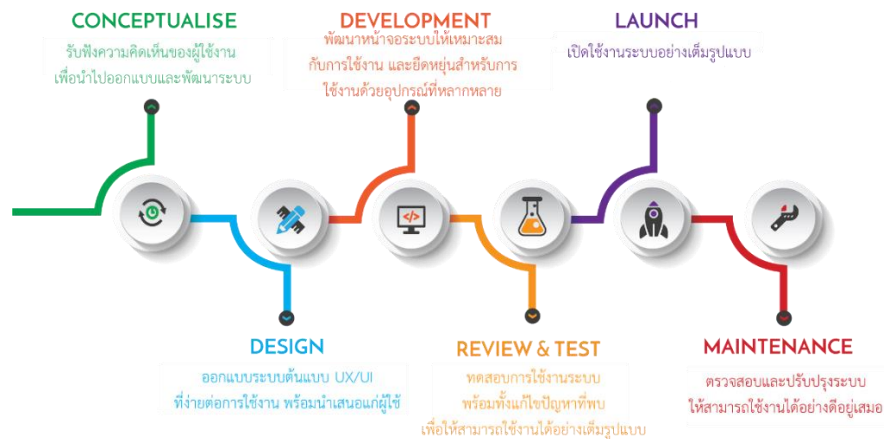 CONCEPTUALISE
รับฟังความคิดเห็นของผู้ใช้งาน
เพื่อนำไปออกแบบและพัฒนาระบบ
DESIGN
ออกแบบระบบต้นแบบ UX/UI
ที่ง่ายต่อการใช้งาน พร้อมนำเสนอแก่ผู้ใช้
DEVELOPMENT
พัฒนาหน้าจอระบบให้เหมาะสม
กับการใช้งาน และยืดหยุ่นสำหรับการ
ใช้งานด้วยอุปกรณ์ที่หลากหลาย
</>
REVIEW & TEST
ทดสอบการใช้งานระบบ
พร้อมทั้งแก้ไขปัญหาที่พบ
เพื่อให้สามารถใช้งานได้อย่างเต็มรูปแบบ
LAUNCH
เปิดใช้งานระบบอย่างเต็มรูปแบบ
MAINTENANCE
ตรวจสอบและปรับปรุงระบบ
ให้สามารถใช้งานได้อย่างดีอยู่เสมอ